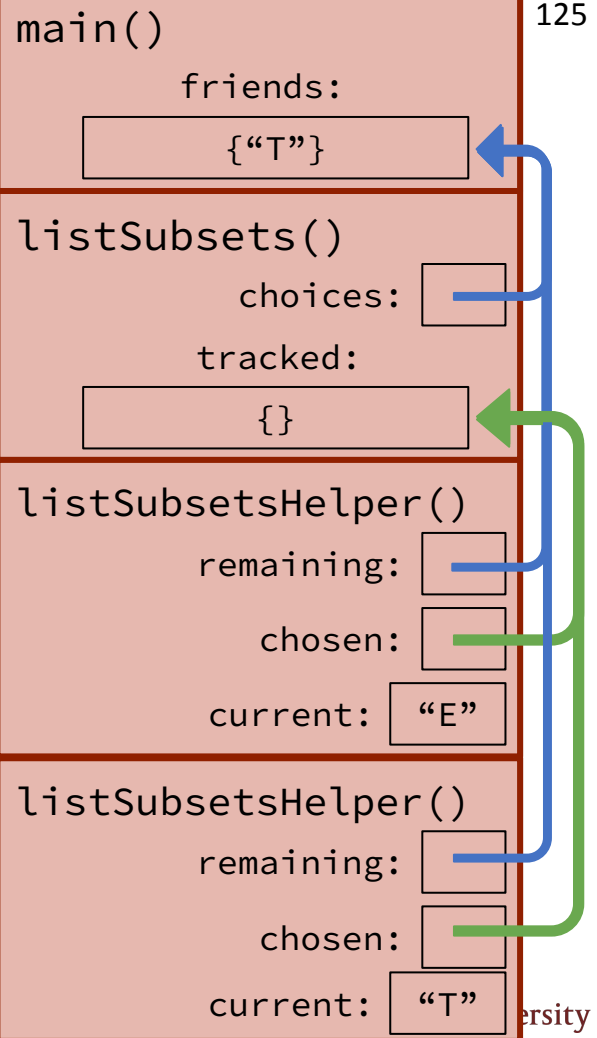 125
main()
friends:
{“T”}
listSubsets()
choices:
tracked:
{}
listSubsetsHelper()
remaining:
chosen:
current: “E”
listSubsetsHelper()
remaining:
chosen:
current: “T”
ersity